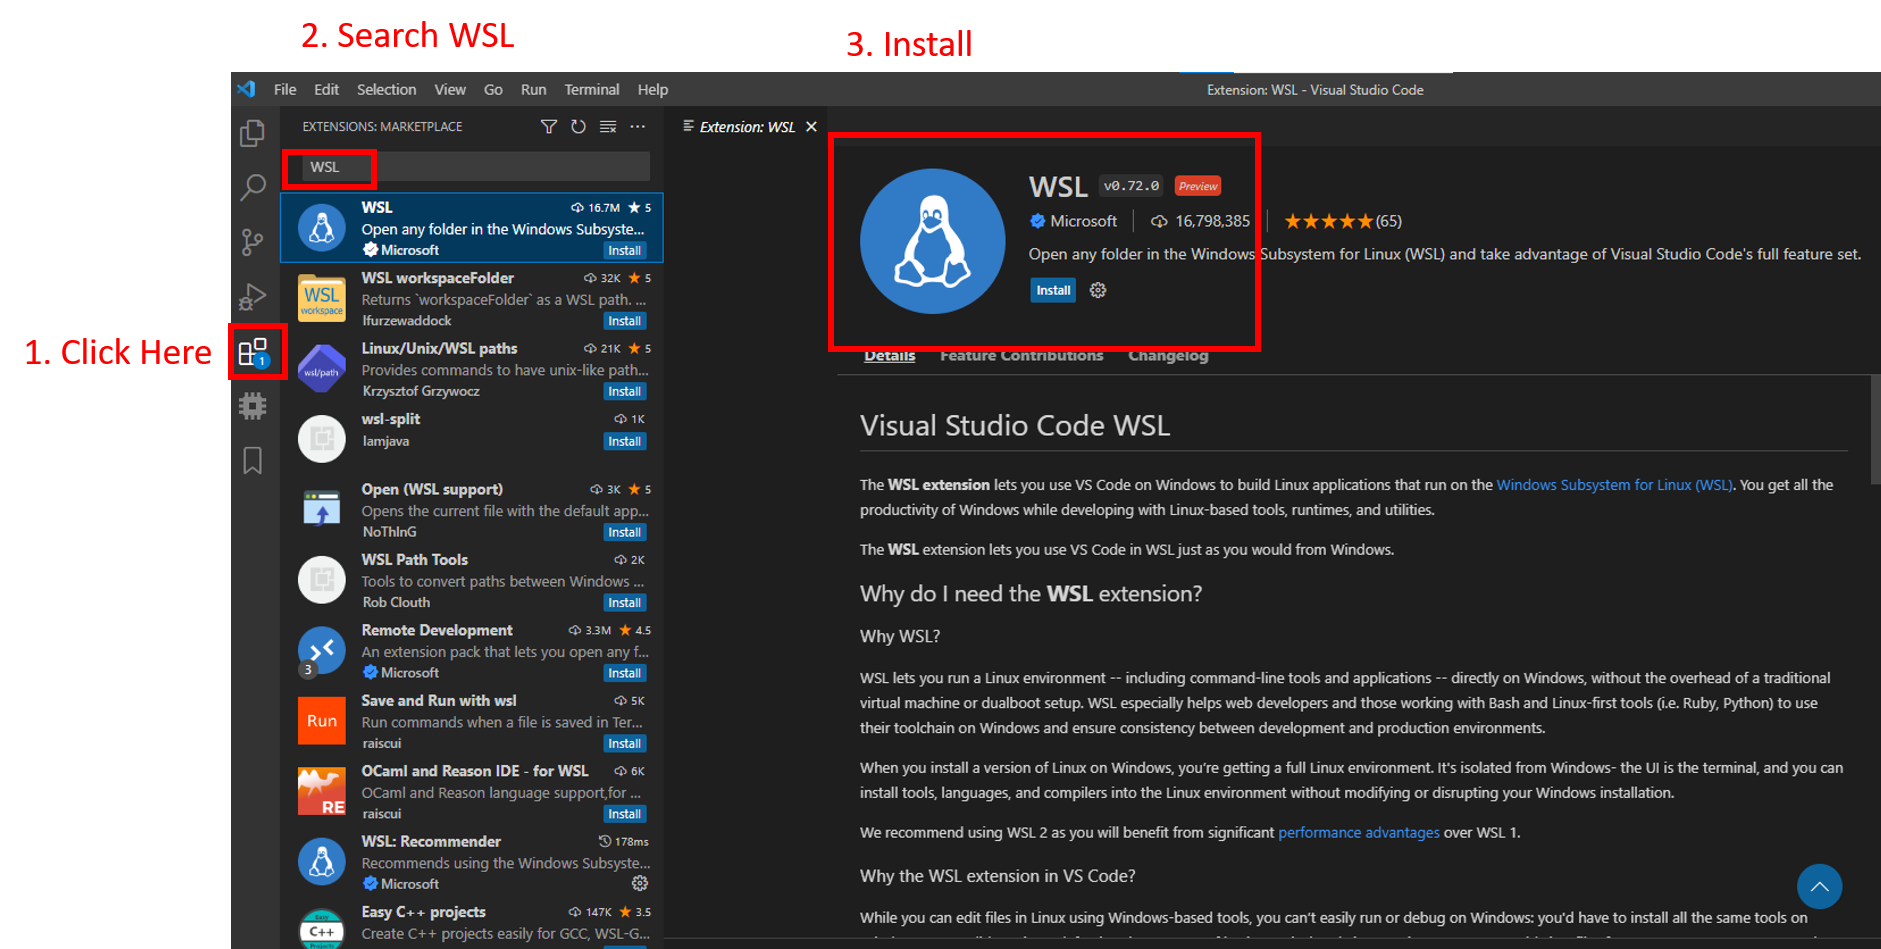 2. Search WSL
3. Install
1. Click Here
File Edit Selection View Go Run Terminal Help
Extension: WSL - Visual Studio Code
EXTENSIONS: MARKETPLACE
WSL
WSL 16.7M 5
Open any folder in the Windows Subsyste...
Microsoft Install
WSL workspaceFolder 32K 5
Returns `workspaceFolder` as a WSL path. ...
lfurzewaddock Install
WSL
workspace
Linux/Unix/WSL paths 21K 5
Provides commands to have unix-like path...
Krzysztof Grzywocz Install
wsl/path
wsl-split 1K
Iamjava Install
Open (WSL support) 3K 5
Opens the current file with the default app...
NoThInG Install
WSL Path Tools 2K
Tools to convert paths between Windows ...
Rob Clouth Install
Remote Development 3.3M 4.5
An extension pack that lets you open any f...
3 Microsoft Install
Save and Run with wsl 5K
Run Run commands when a file is saved in Ter...
raiscui Install
OCaml and Reason IDE - for WSL 6K
OCaml and Reason language support,for ...
RE raiscui Install
WSL: Recommender 178ms
Recommends using the Windows Subsyste...
Microsoft
Easy C++ projects 147K 3.5
Create C++ projects easily for GCC, WSL-G...
Easy
C++
Projects
1
Extension: WSL
WSL v0.72.0 Preview
Microsoft 16,798,385 (65)
Open any folder in the Windows Subsystem for Linux (WSL) and take advantage of Visual Studio Code's full feature set.
Install
Details Feature Contributions Changelog
Visual Studio Code WSL
The WSL extension lets you use VS Code on Windows to build Linux applications that run on the Windows Subsystem for Linux (WSL). You get all the
productivity of Windows while developing with Linux-based tools, runtimes, and utilities.
The WSL extension lets you use VS Code in WSL just as you would from Windows.
Why do I need the WSL extension?
Why WSL?
WSL lets you run a Linux environment -- including command-line tools and applications -- directly on Windows, without the overhead of a traditional
virtual machine or dualboot setup. WSL especially helps web developers and those working with Bash and Linux-first tools (i.e. Ruby, Python) to use
their toolchain on Windows and ensure consistency between development and production environments.
When you install a version of Linux on Windows, you're getting a full Linux environment. It's isolated from Windows- the UI is the terminal, and you can
install tools, languages, and compilers into the Linux environment without modifying or disrupting your Windows installation.
We recommend using WSL 2 as you will benefit from significant performance advantages over WSL 1.
Why the WSL extension in VS Code?
While you can edit files in Linux using Windows-based tools, you can't easily run or debug on Windows: you'd have to install all the same tools on